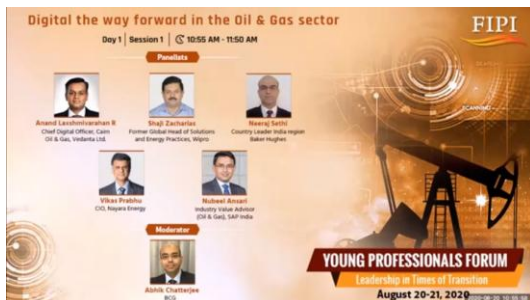 Digital the way forward in the Oil & Gas sector
FIPI
Day 1 | Session 1 | 10:55 AM - 11:50 AM
Panelists
Anand Laxshmivarahan R
Chief Digital Officer, Cairn
Oil & Gas, Vedanta Ltd.
Shaji Zacharias
Former Global Head of Solutions
and Energy Practices, Wipro
Neeraj Sethi
Country Leader India region
Baker Hughes
SCANNING
Vikas Prabhu
CIO, Nayara Energy
Nubeel Ansari
Industry Value Advisor
(Oil & Gas), SAP India
Moderator
Abhik Chatterjee
BCG
YOUNG PROFESSIONALS FORUM
Leadership in Times of Transition
August 20-21, 2020